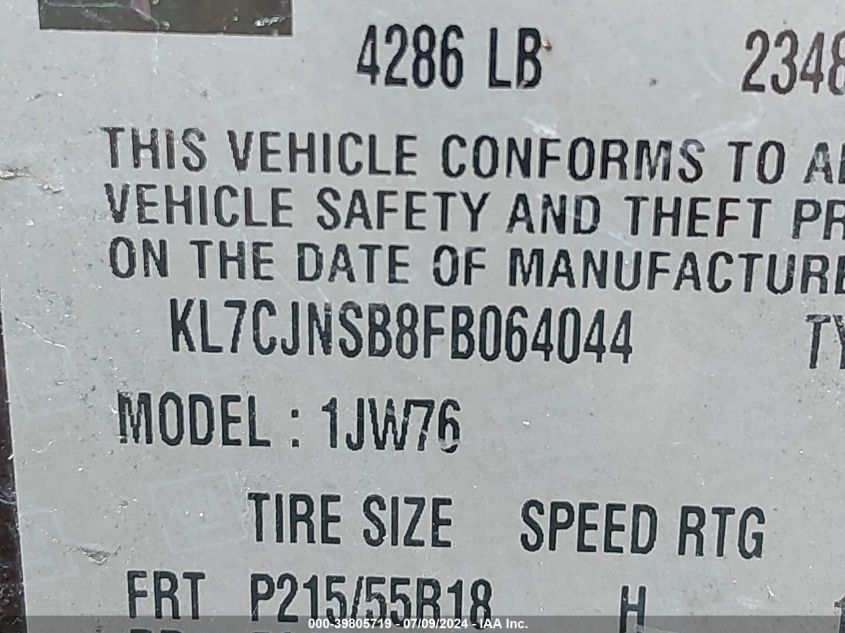 4286 LB 2348
THIS VEHICLE CONFORMS TO
VEHICLE SAFETY AND THEFT PR
ON THE DATE OF MANUFACTURE
KL7CJNSB8FB064044 TY
MODEL : 1JW76
TIRE SIZE SPEED RTG
FRT P215/55R18 H
000-39805719 - 07/09/2024 - IAA Inc.